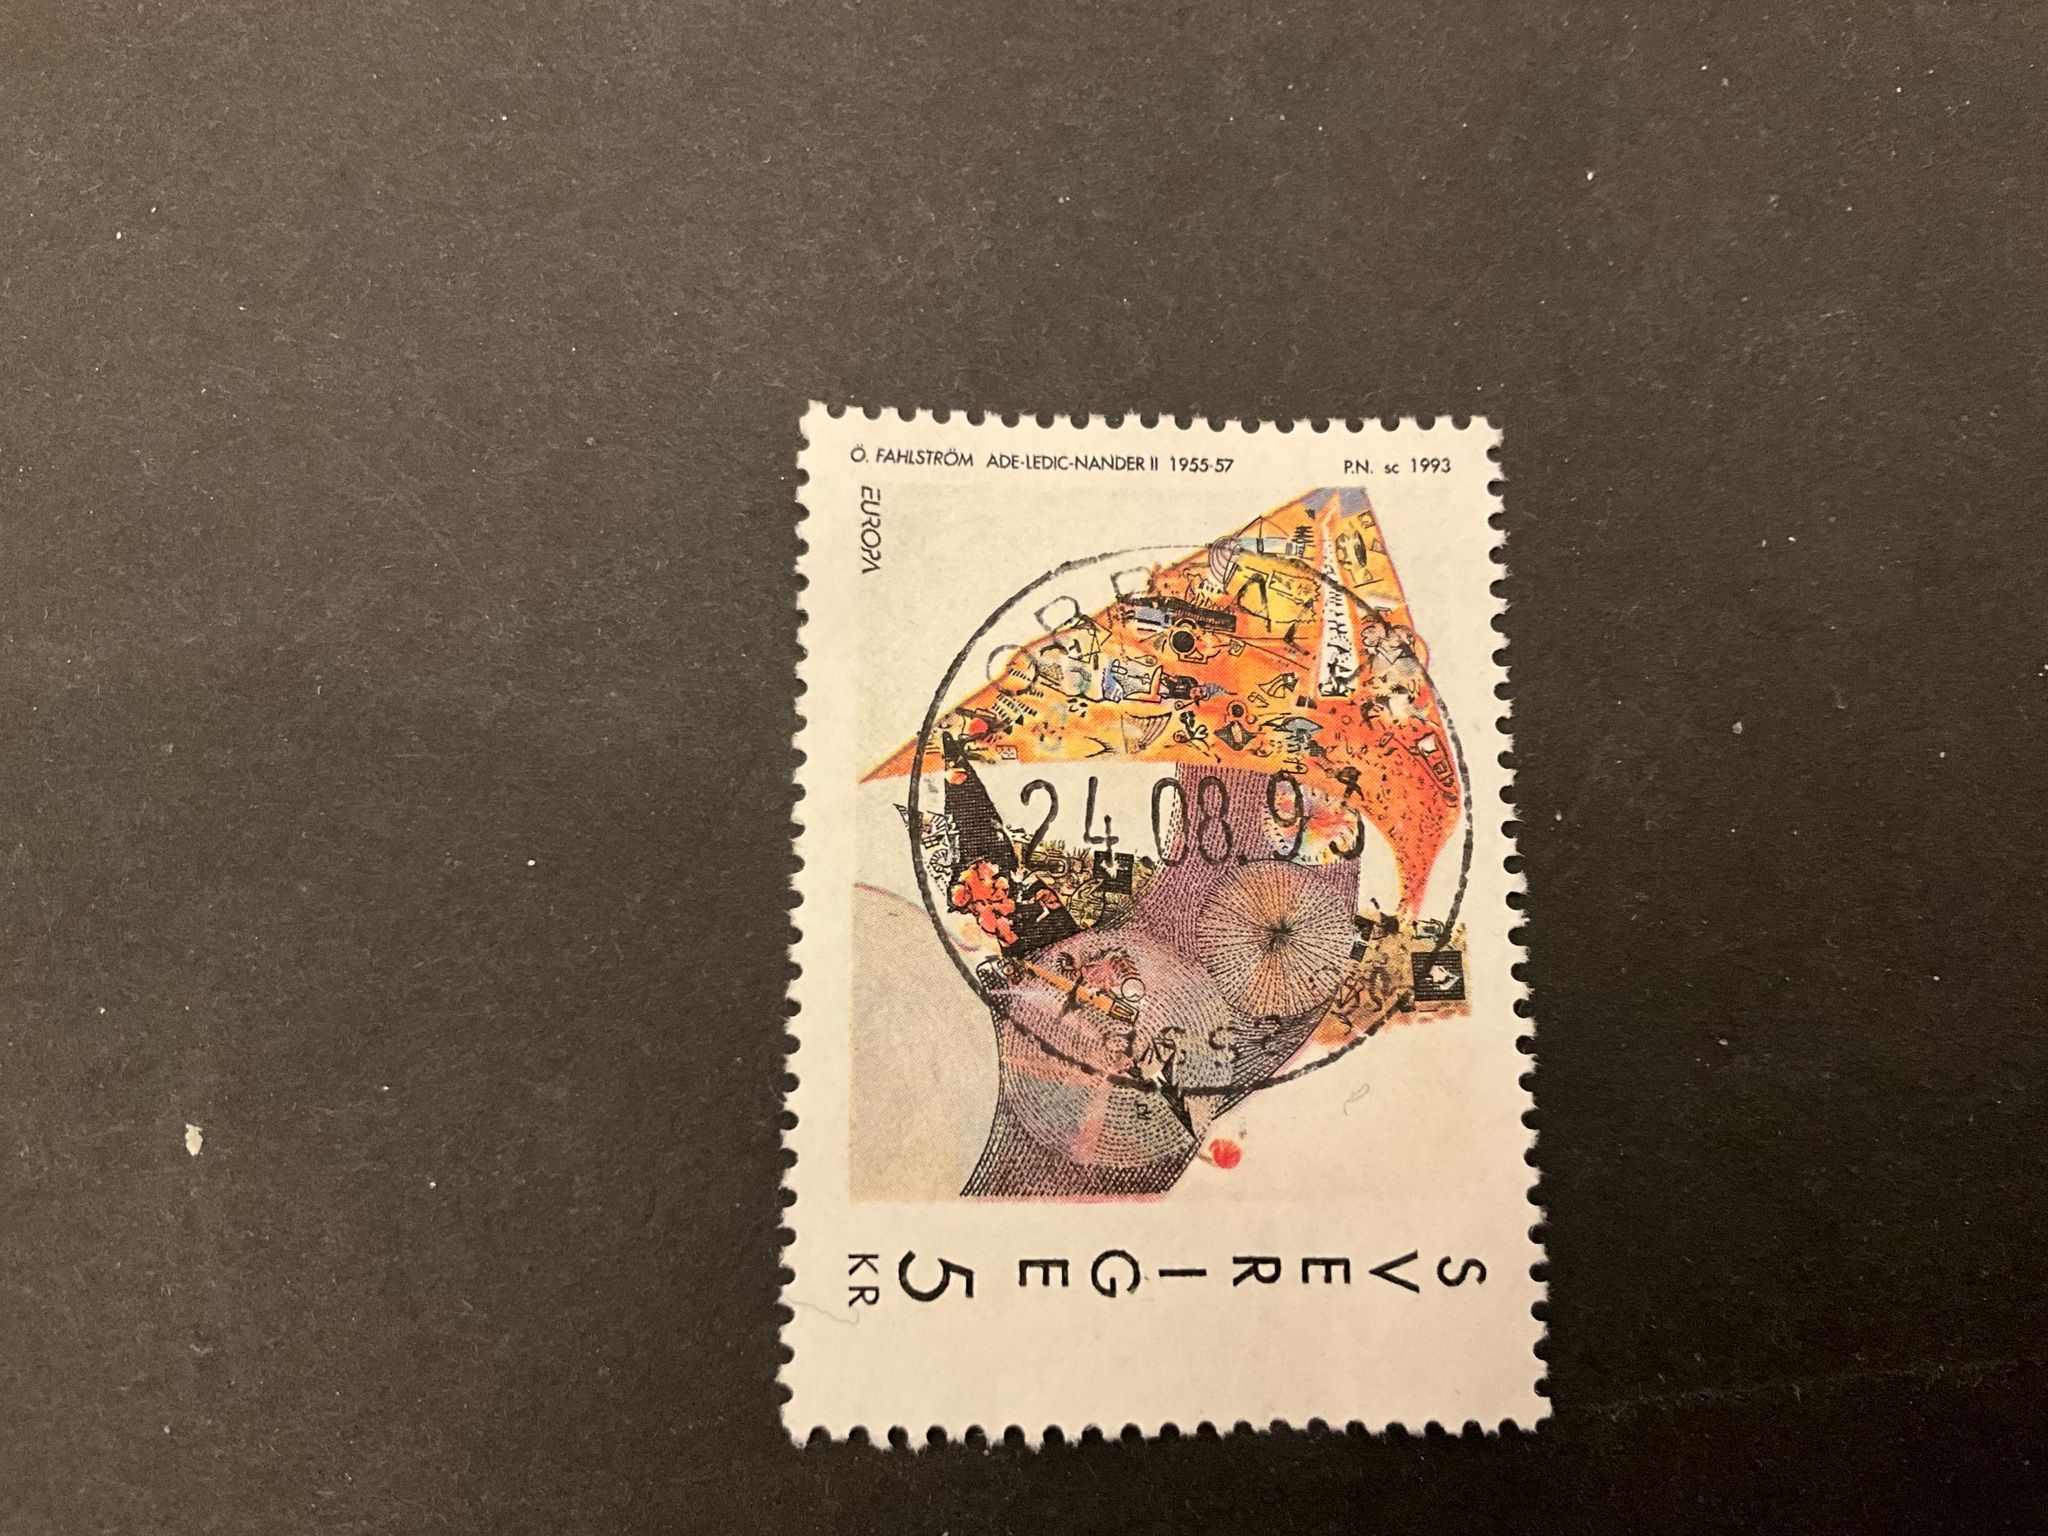 Ö. FAHLSTRÖM ADE-LEDIC-NANDER II 1955-57 P.N. sc 1993
EUROPA
24.08.93
SVERIGE 5 KR